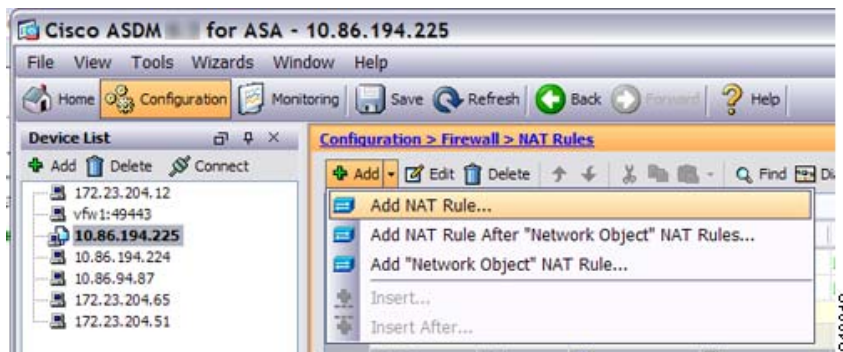 Cisco ASDM for ASA - 10.86.194.225
File View Tools Wizards Window Help
Home Configuration Monitoring Save Refresh Back Forward Help
Device List
Configuration > Firewall > NAT Rules
Add Delete Connect
Add Edit Delete Find Di
172.23.204.12
vfw1:49443
10.86.194.225
10.86.194.224
10.86.94.87
172.23.204.65
172.23.204.51
Add NAT Rule...
Add NAT Rule After "Network Object" NAT Rules...
Add "Network Object" NAT Rule...
Insert...
Insert After...